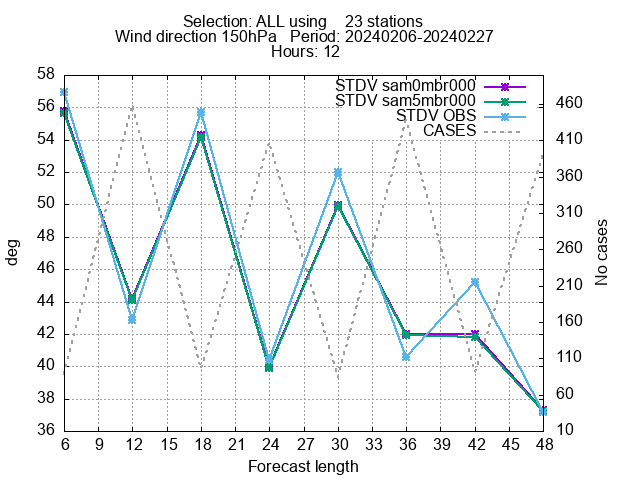 Selection: ALL using    23 stations
Wind direction 150hPa   Period: 20240206-20240227
Hours: 12
STDV sam0mbr000
STDV sam5mbr000
STDV OBS
CASES
58
56
54
52
50
48
46
44
42
40
38
36
deg
460
410
360
310
260
210
160
110
60
10
No cases
6 9 12 15 18 21 24 27 30 33 36 39 42 45 48
Forecast length